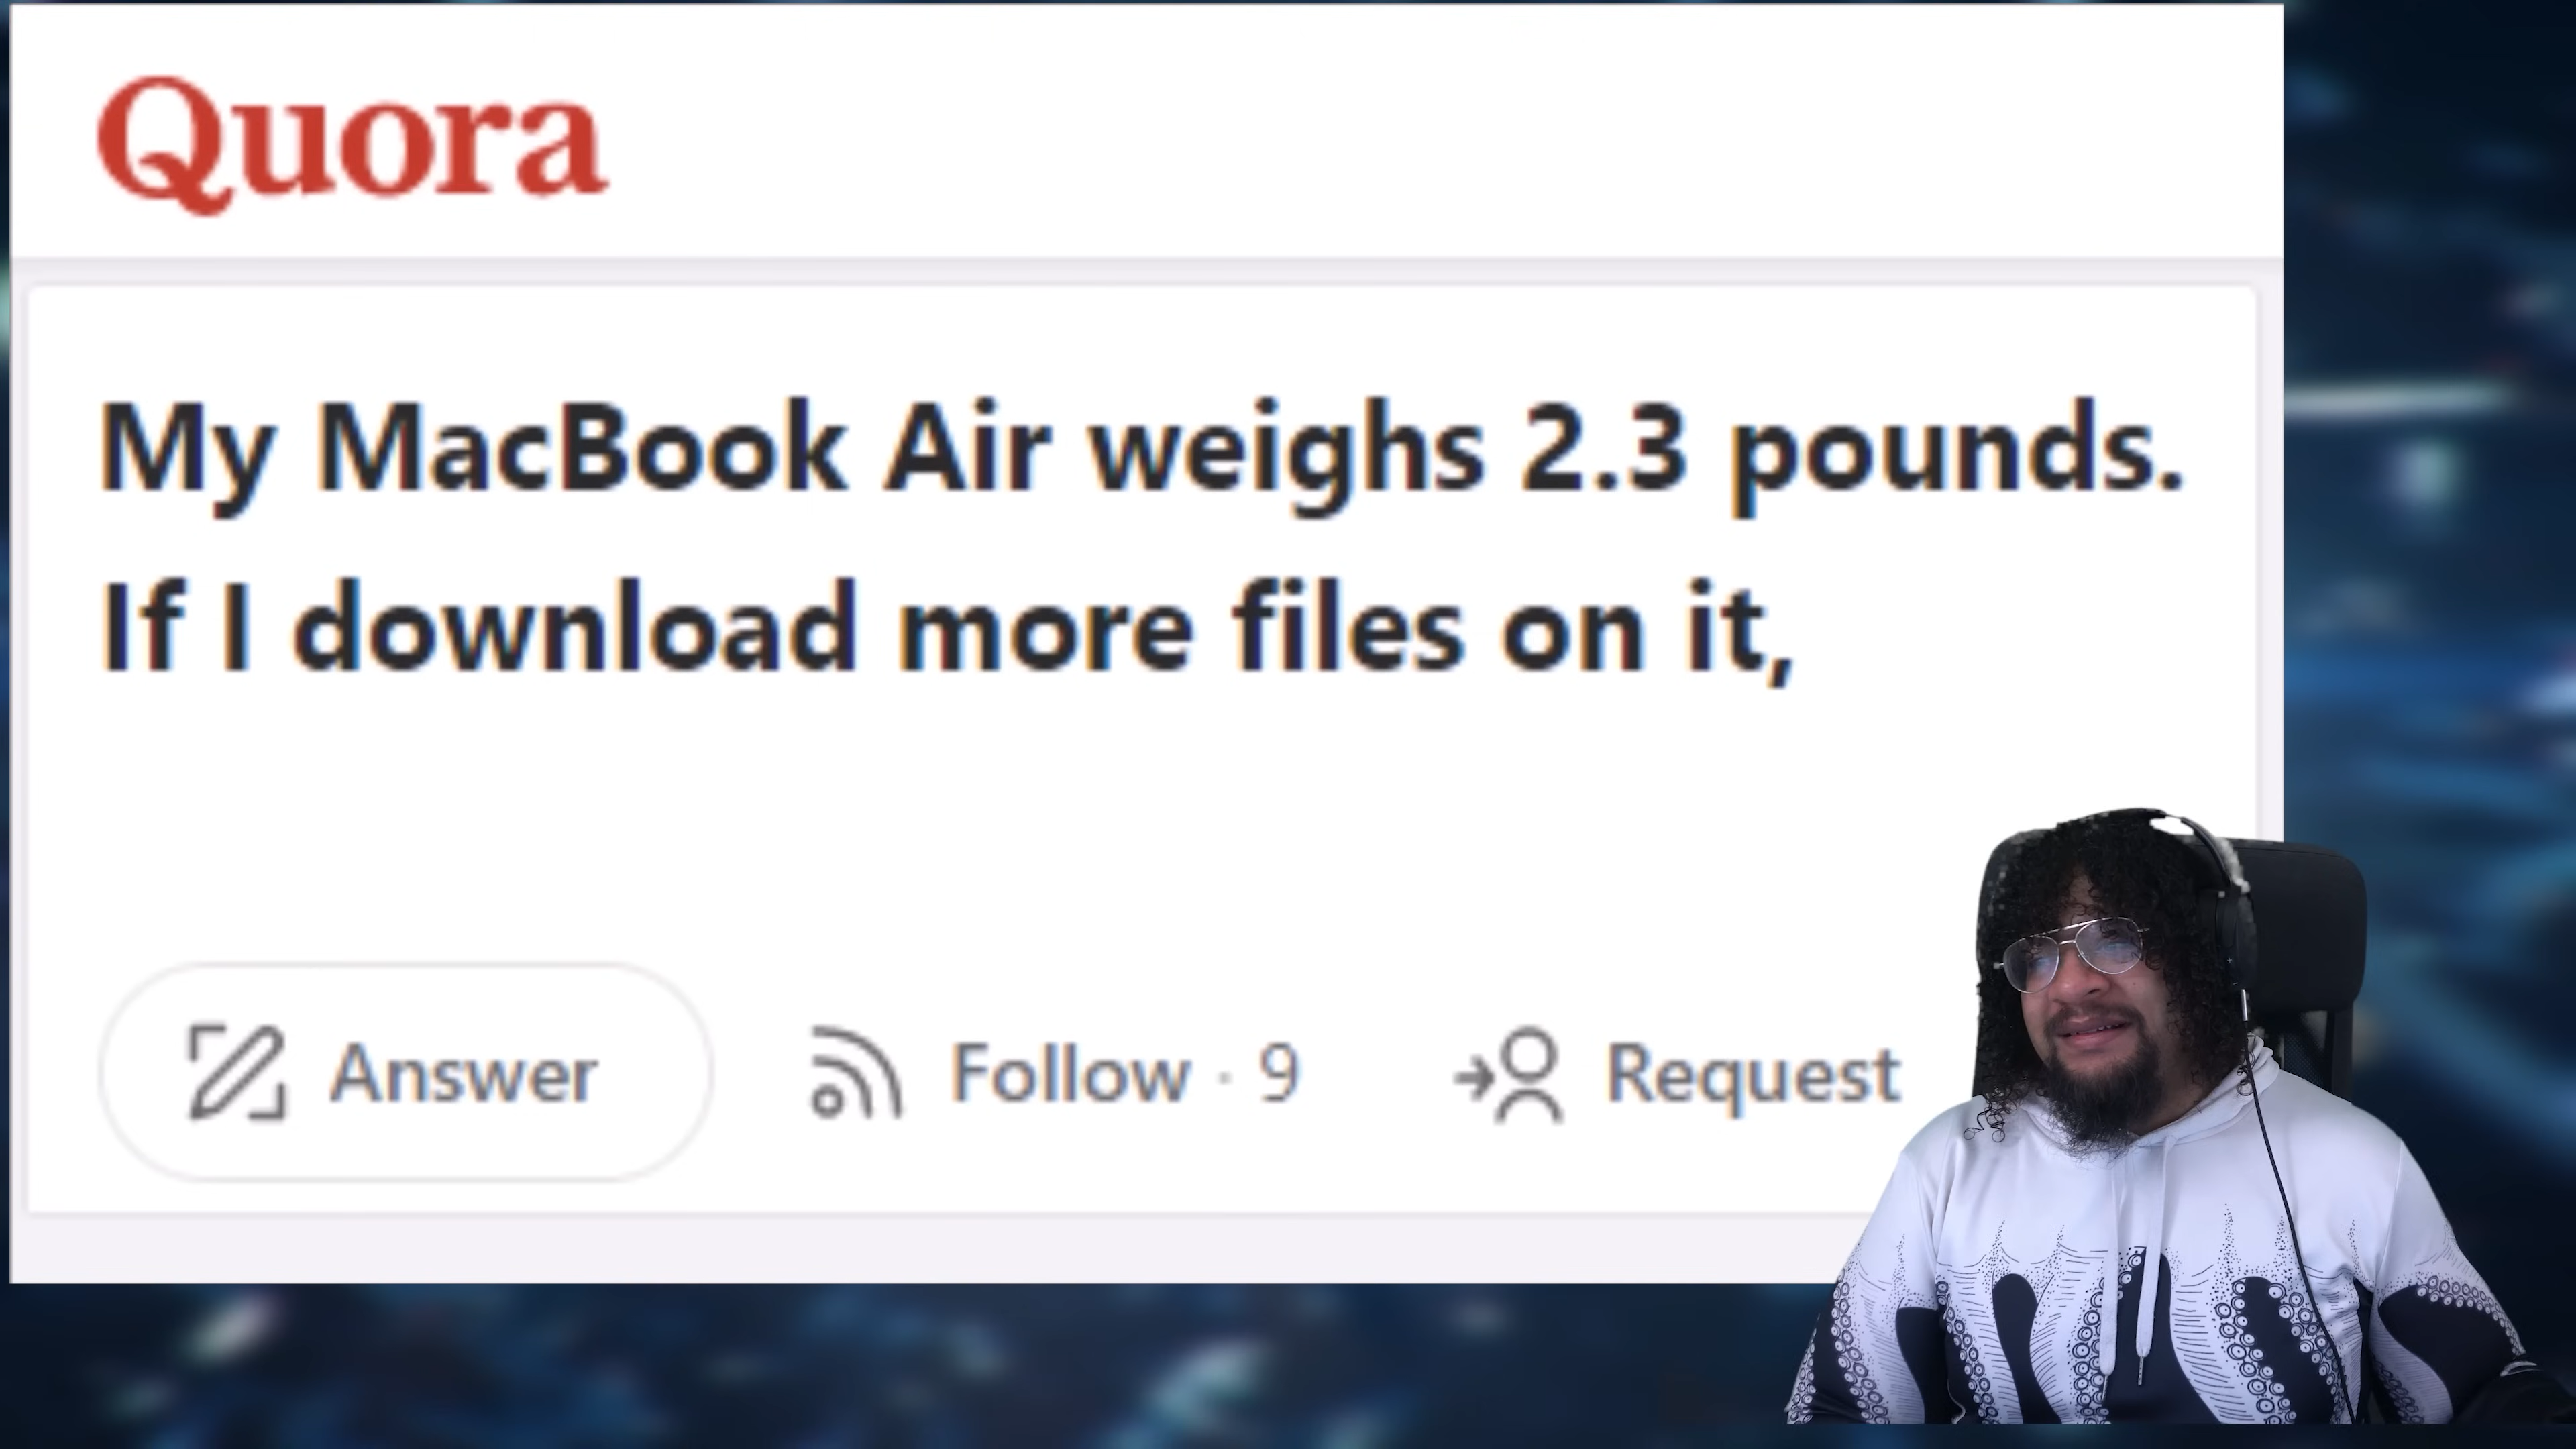 Quora
My MacBook Air weighs 2.3 pounds.
If I download more files on it,
Answer
Follow · 9
Request